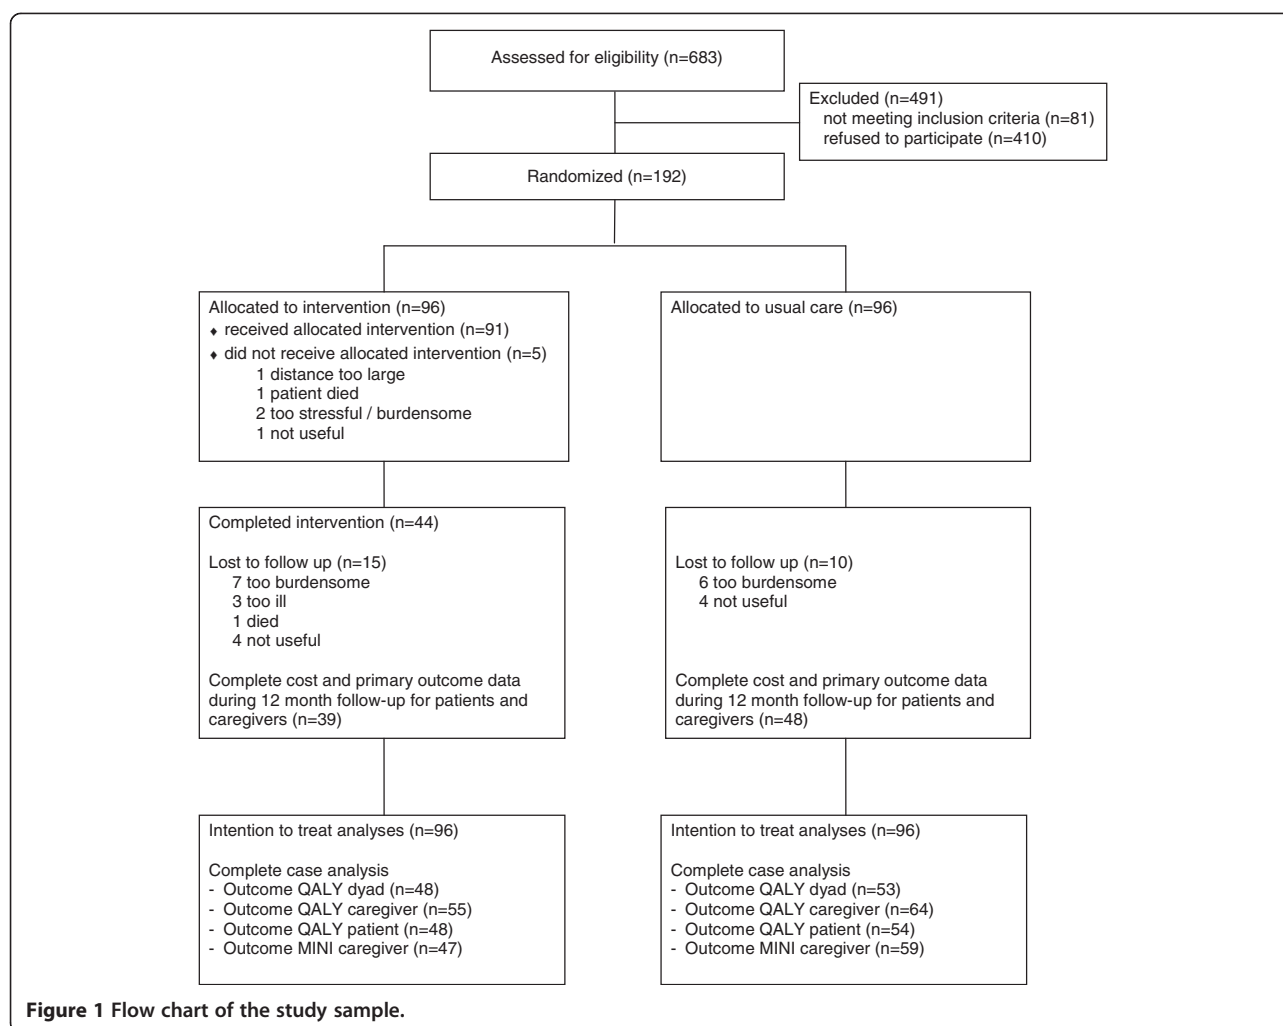 Assessed for eligibility (n=683)
Excluded (n=491)
not meeting inclusion criteria (n=81)
refused to participate (n=410)
Randomized (n=192)
Allocated to intervention (n=96)
♦ received allocated intervention (n=91)
♦ did not receive allocated intervention (n=5)
1 distance too large
1 patient died
2 too stressful / burdensome
1 not useful
Allocated to usual care (n=96)
Completed intervention (n=44)
Lost to follow up (n=15)
7 too burdensome
3 too ill
1 died
4 not useful
Complete cost and primary outcome data
during 12 month follow-up for patients and
caregivers (n=39)
Lost to follow up (n=10)
6 too burdensome
4 not useful
Complete cost and primary outcome data
during 12 month follow-up for patients and
caregivers (n=48)
Intention to treat analyses (n=96)
Complete case analysis
- Outcome QALY dyad (n=48)
- Outcome QALY caregiver (n=55)
- Outcome QALY patient (n=48)
- Outcome MINI caregiver (n=47)
Intention to treat analyses (n=96)
Complete case analysis
- Outcome QALY dyad (n=53)
- Outcome QALY caregiver (n=64)
- Outcome QALY patient (n=54)
- Outcome MINI caregiver (n=59)
Figure 1 Flow chart of the study sample.